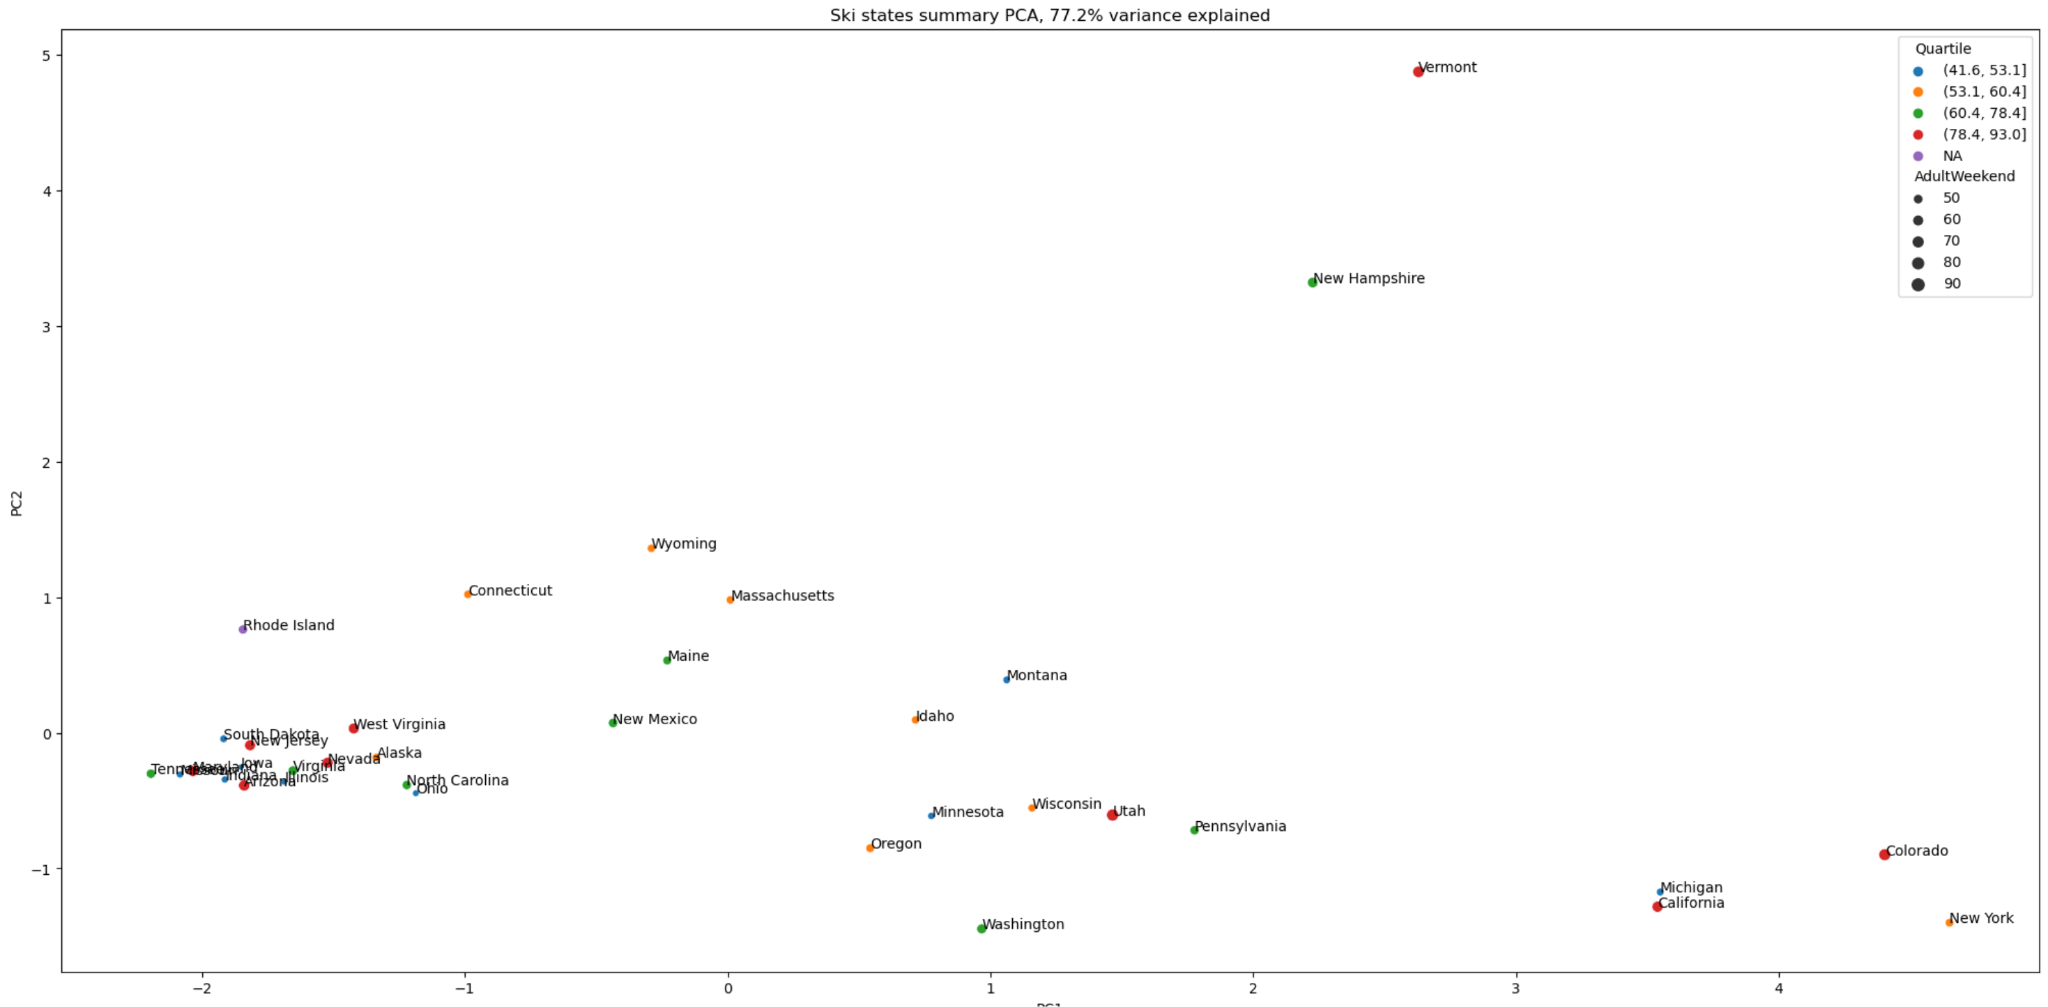 Ski states summary PCA, 77.2% variance explained
5
4
3
2
1
0
−1
PC2
Quartile
(41.6, 53.1]
(53.1, 60.4]
(60.4, 78.4]
(78.4, 93.0]
NA
AdultWeekend
50
60
70
80
90
Vermont
New Hampshire
Wyoming
Connecticut
Massachusetts
Rhode Island
Maine
Montana
New Mexico
Idaho
West Virginia
South Dakota
New Jersey
Alaska
Nevada
Iowa
Virginia
Maryland
Tennessee
Indiana
Illinois
Arizona
North Carolina
Ohio
Minnesota
Wisconsin
Utah
Pennsylvania
Oregon
Colorado
Michigan
California
New York
Washington
−2
−1
0
1
2
3
4